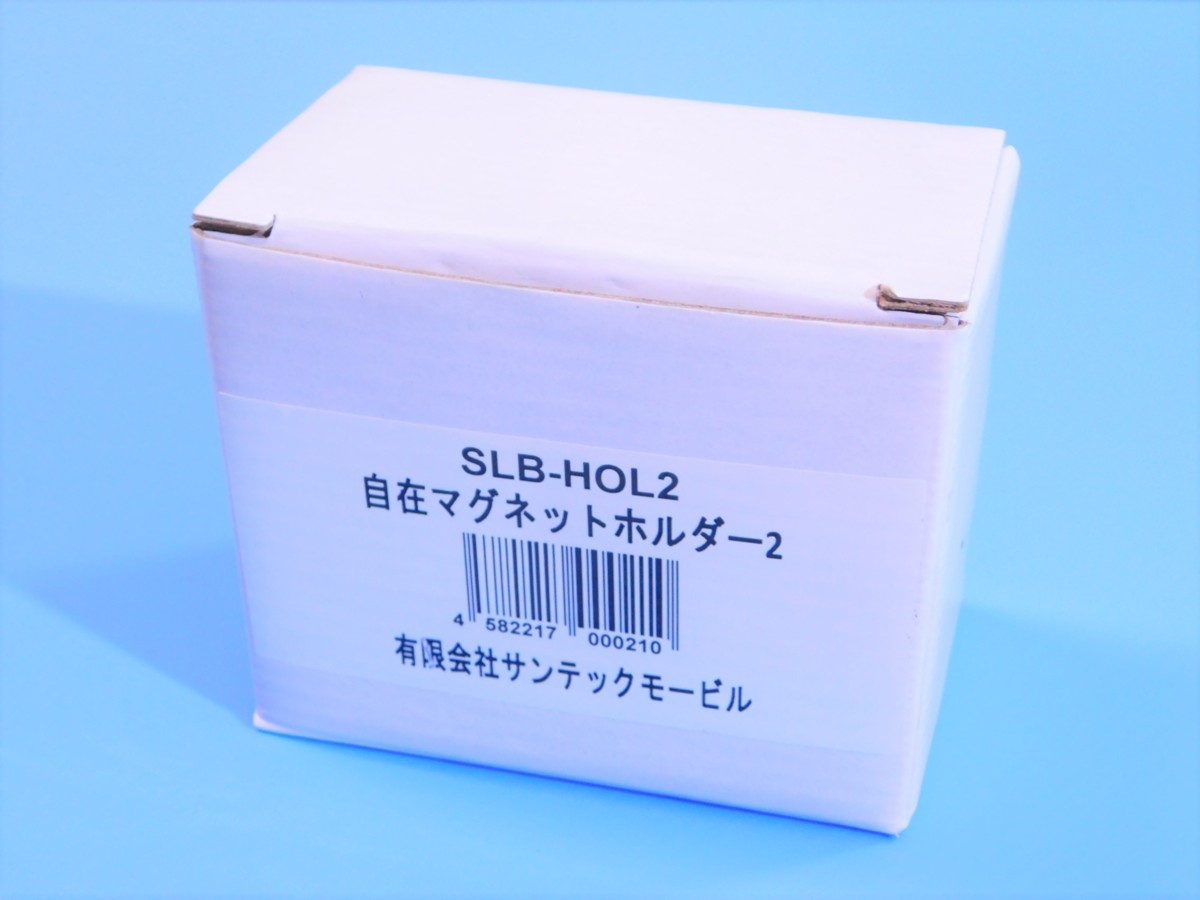 SLB-HOL2
自在マグネットホルダー2
4 582217 000210
有限会社サンテックモービル